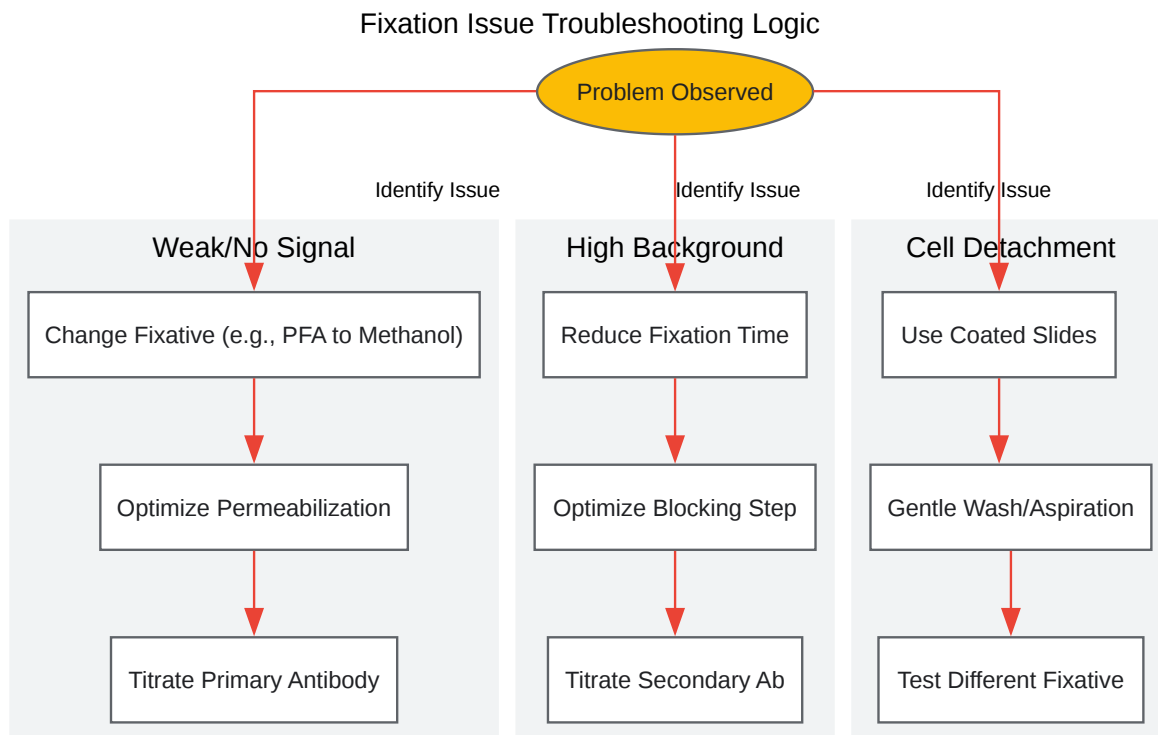 Fixation Issue Troubleshooting Logic
Problem Observed
Identify Issue
Identify Issue
Identify Issue
Weak/No Signal
High Background
Cell Detachment
Change Fixative (e.g., PFA to Methanol)
Reduce Fixation Time
Use Coated Slides
Optimize Permeabilization
Optimize Blocking Step
Gentle Wash/Aspiration
Titrate Primary Antibody
Titrate Secondary Ab
Test Different Fixative